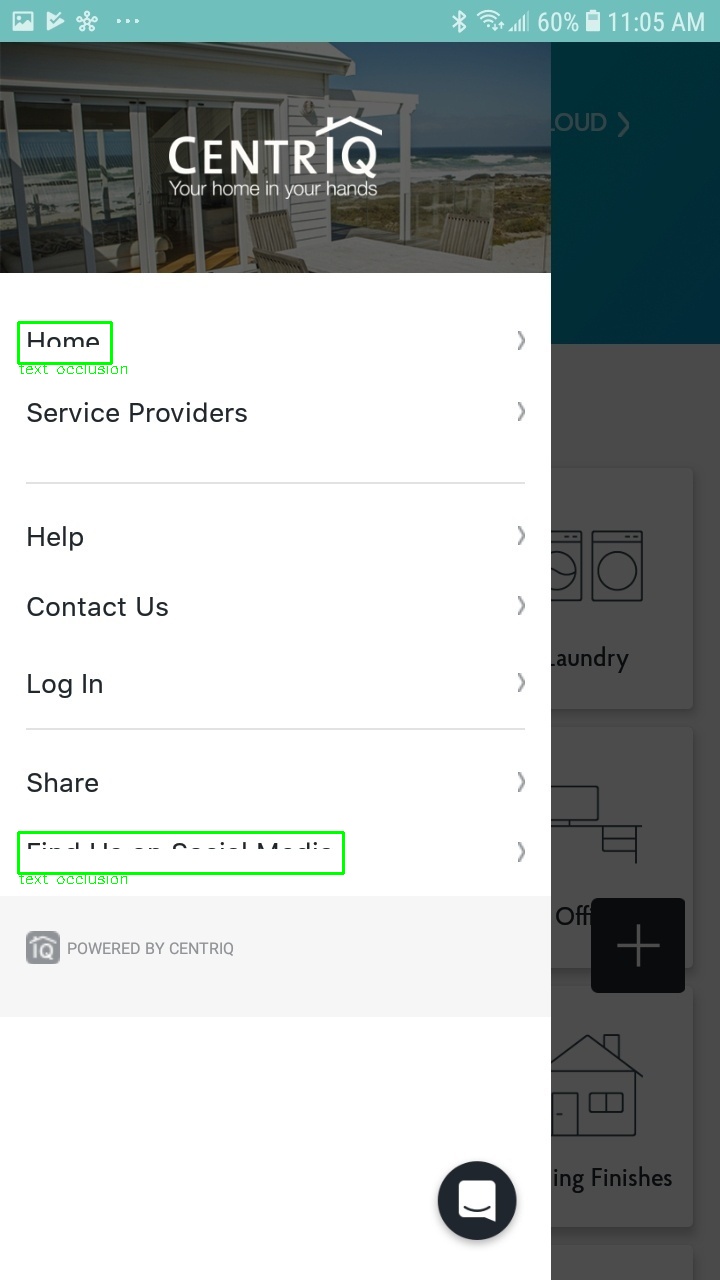 60% 11:05 AM
LOUD
CENTRIQ
Your home in your hands
Home
text occlusion
Service Providers
Help
Contact Us
Log In
Laundry
Share
Find Us on Social Media
text occlusion
Off
POWERED BY CENTRIQ
ing Finishes